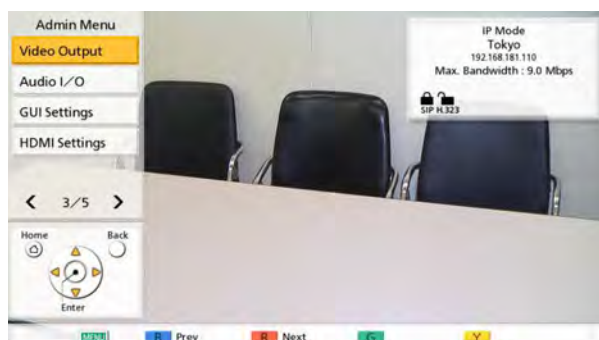 Admin Menu
Video Output
Audio I／O
GUI Settings
HDMI Settings
3／5
Home
Back
Enter
IP Mode
Tokyo
192.168.181.110
Max. Bandwidth : 9.0 Mbps
SIP H.323
MENU
B Prev
R Next
G
Y